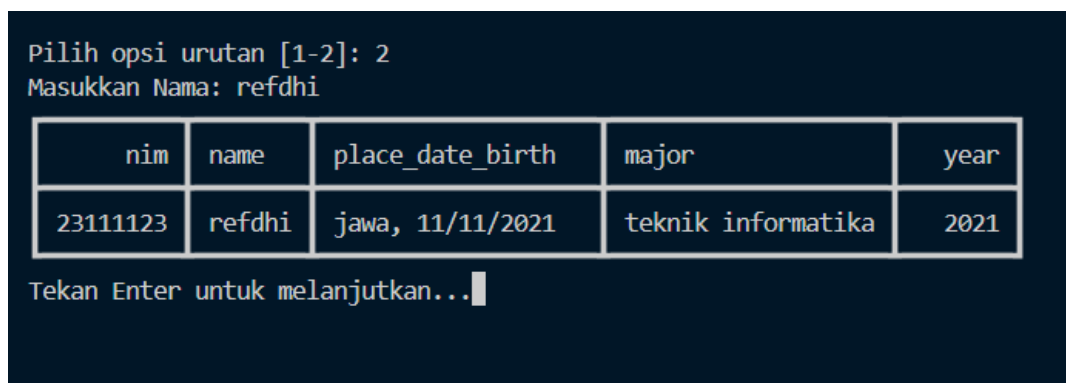 Pilih opsi urutan [1-2]: 2
Masukkan Nama: refdhi
nim name place_date_birth major year
23111123 refdhi jawa, 11/11/2021 teknik informatika 2021
Tekan Enter untuk melanjutkan...